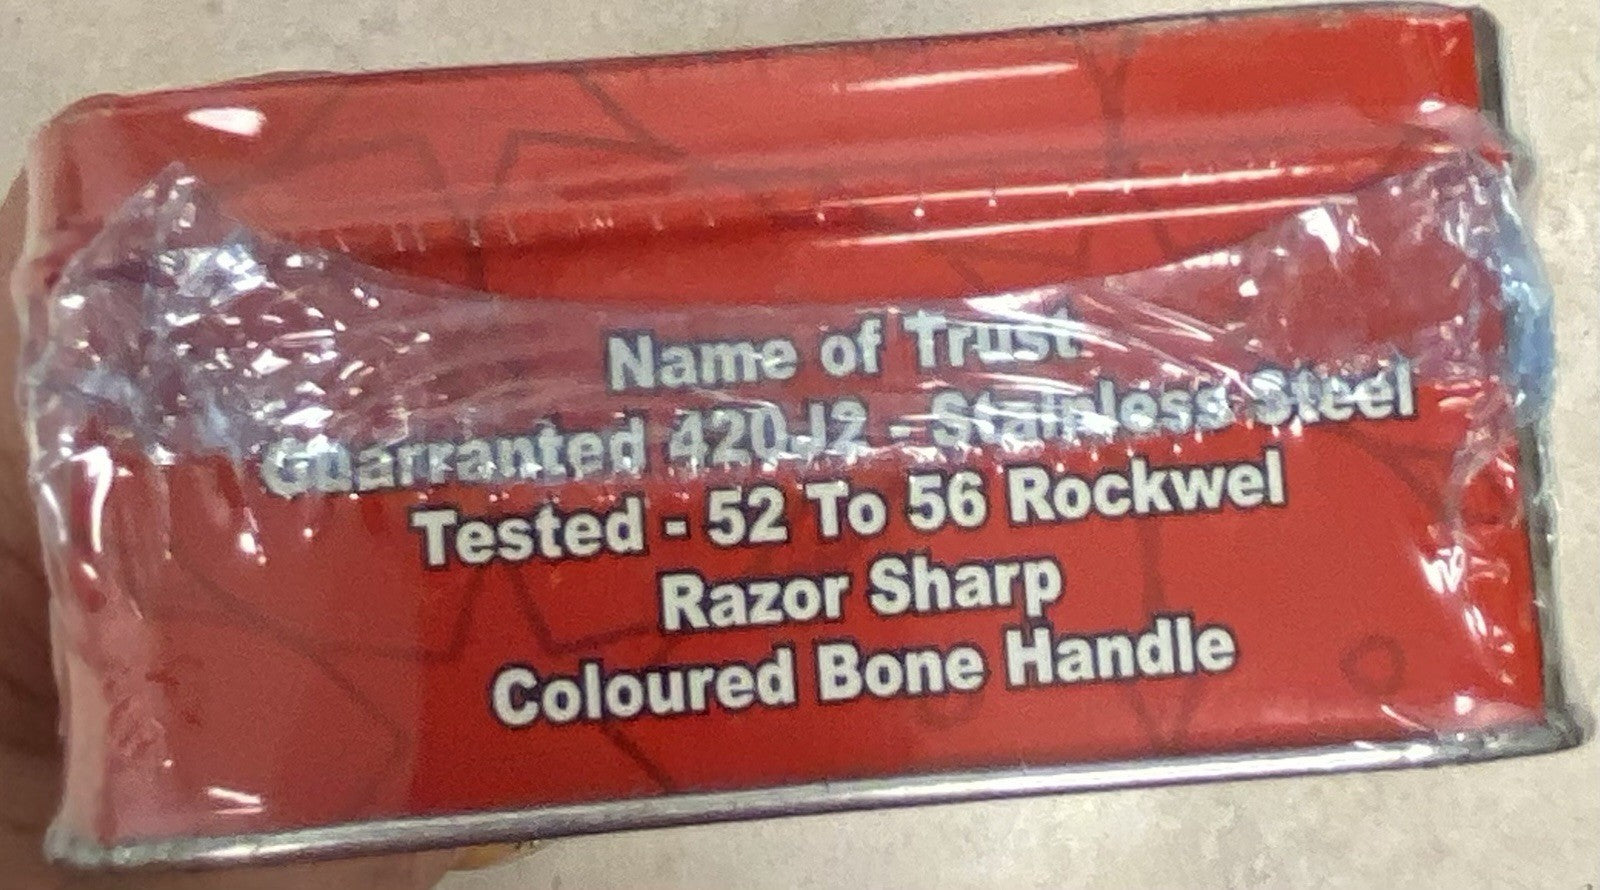 Name of Trust
Guarranted 420J2 - Stainless Steel
Tested - 52 To 56 Rockwel
Razor Sharp
Coloured Bone Handle